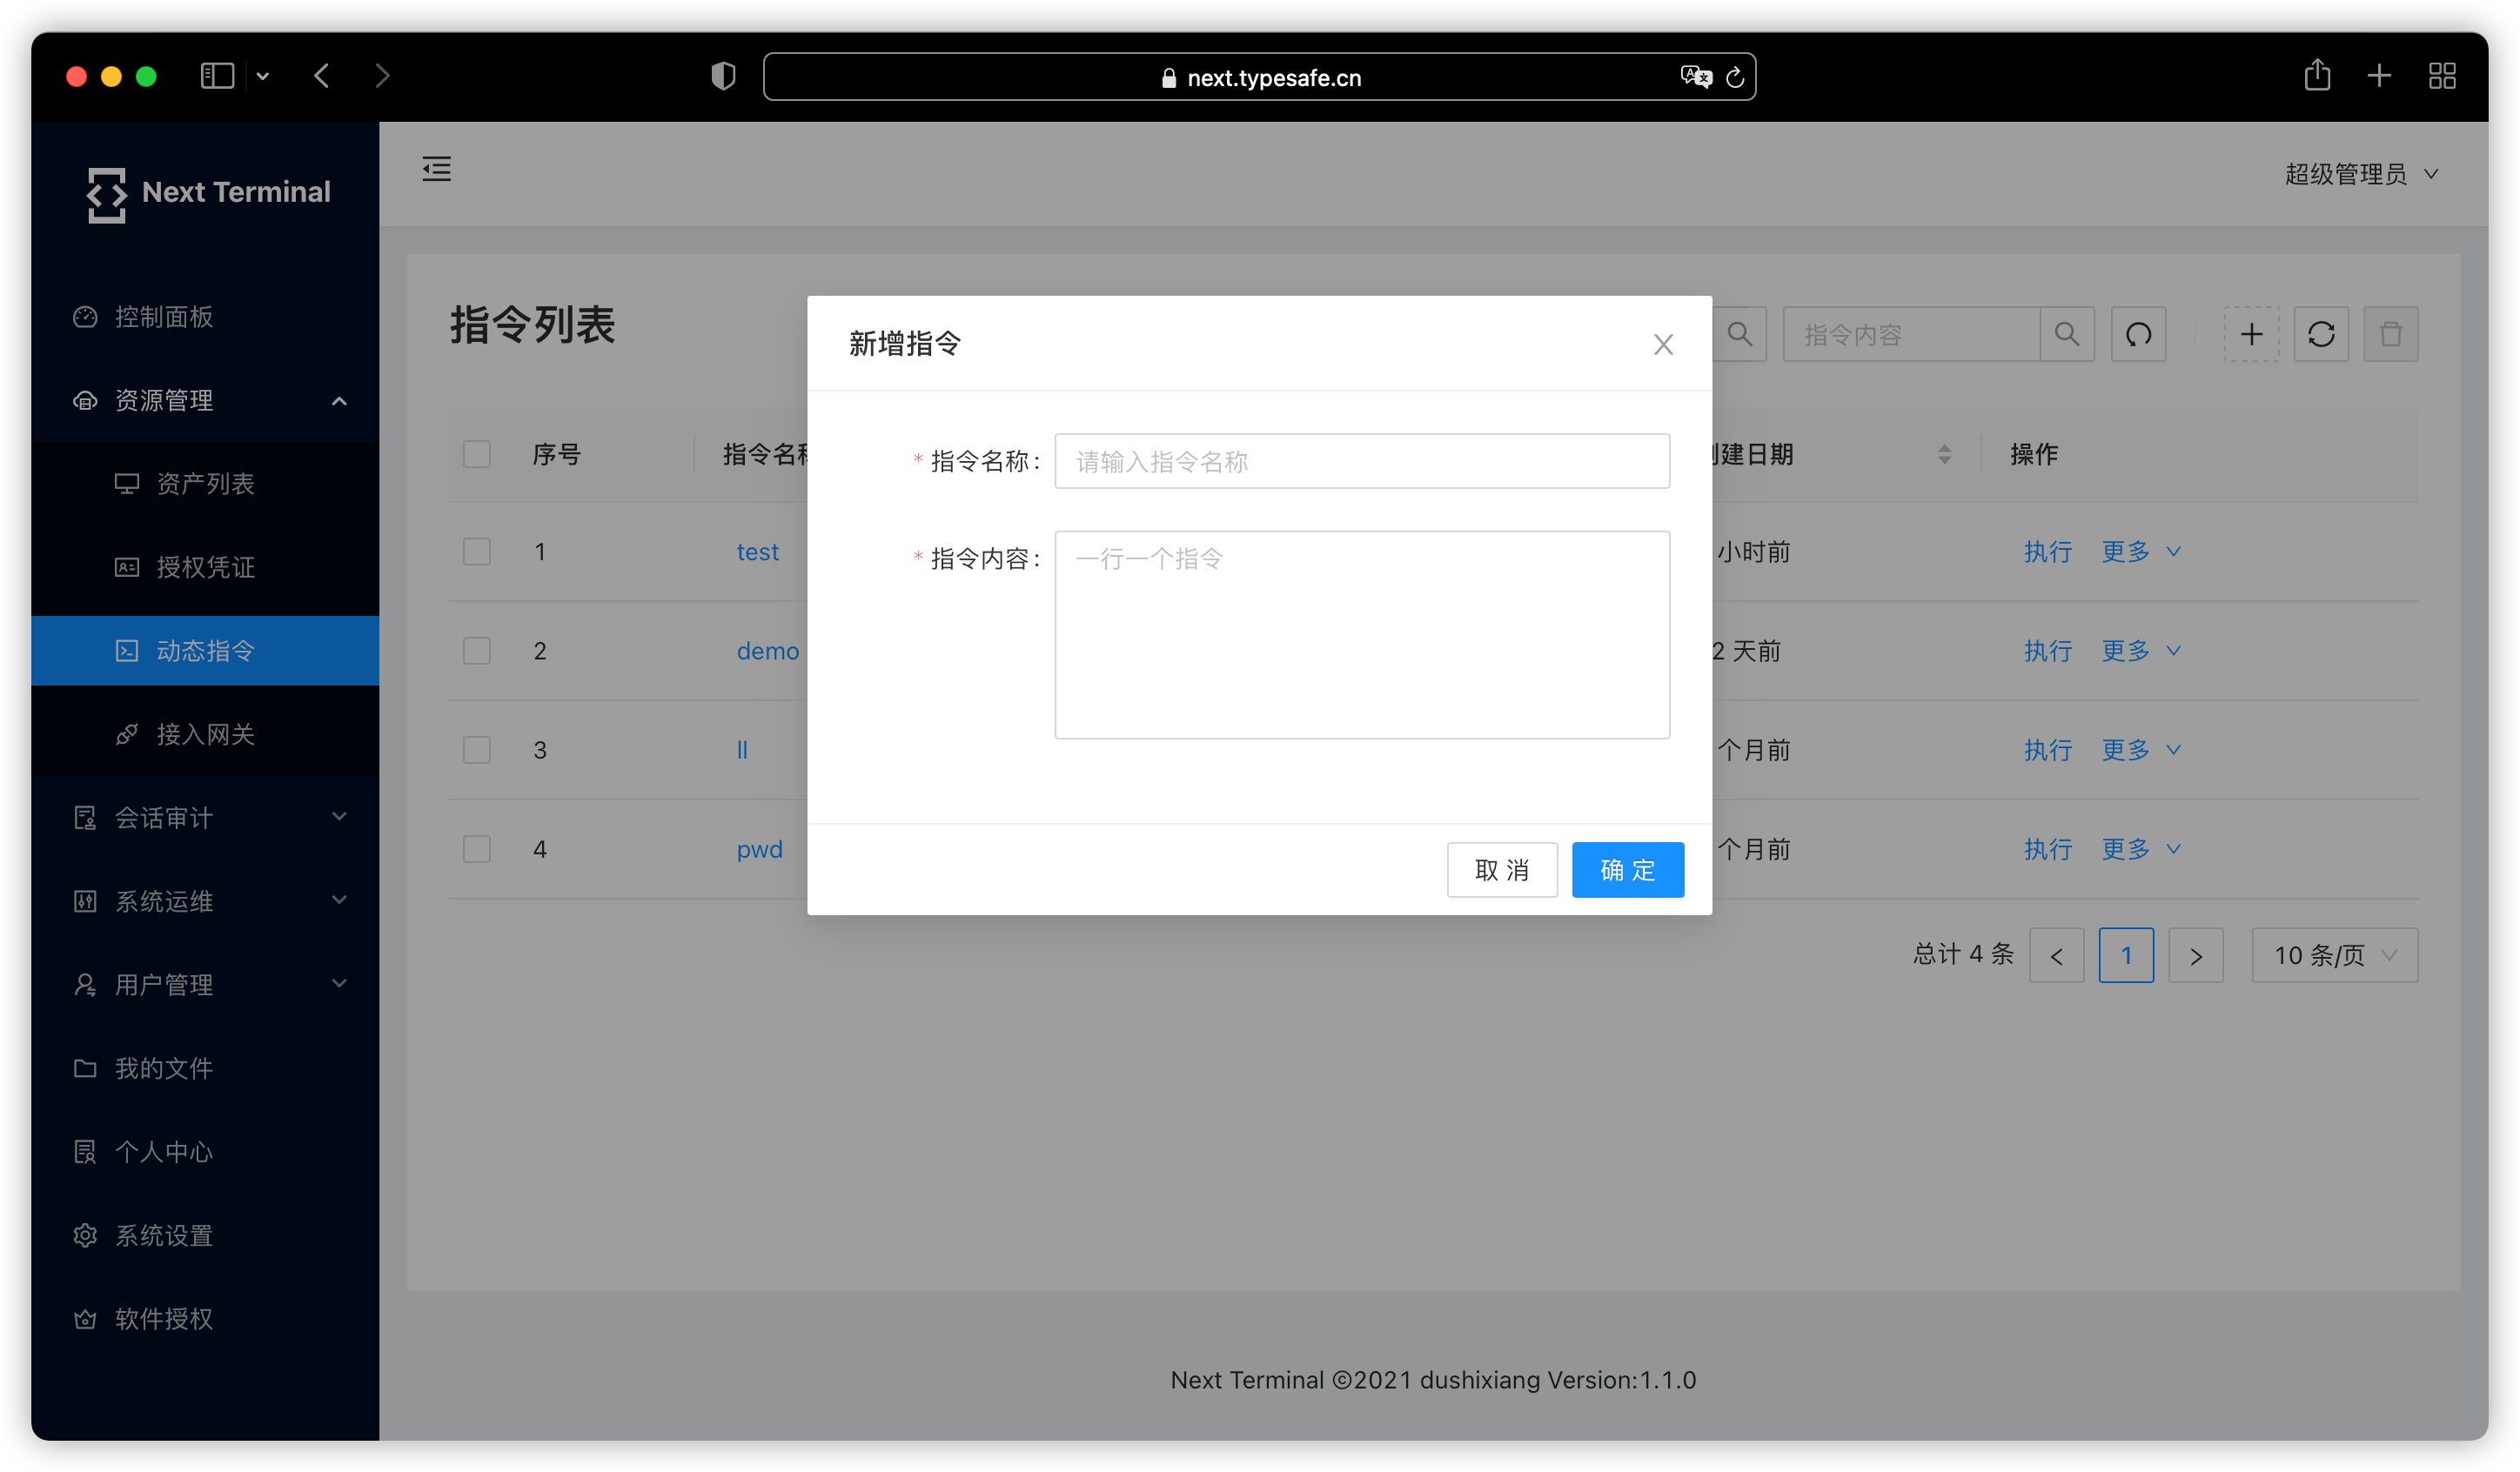 next.typesafe.cn
Next Terminal
超级管理员
控制面板
资源管理
资产列表
授权凭证
动态指令
接入网关
会话审计
系统运维
用户管理
我的文件
个人中心
系统设置
软件授权
指令列表
指令内容
序号 指令名称 创建日期 操作
1 test 小时前 执行 更多
2 demo 2 天前 执行 更多
3 ll 个月前 执行 更多
4 pwd 个月前 执行 更多
总计 4 条 1 10 条/页
新增指令
* 指令名称: 请输入指令名称
* 指令内容: 一行一个指令
取 消 确 定
Next Terminal ©2021 dushixiang Version:1.1.0